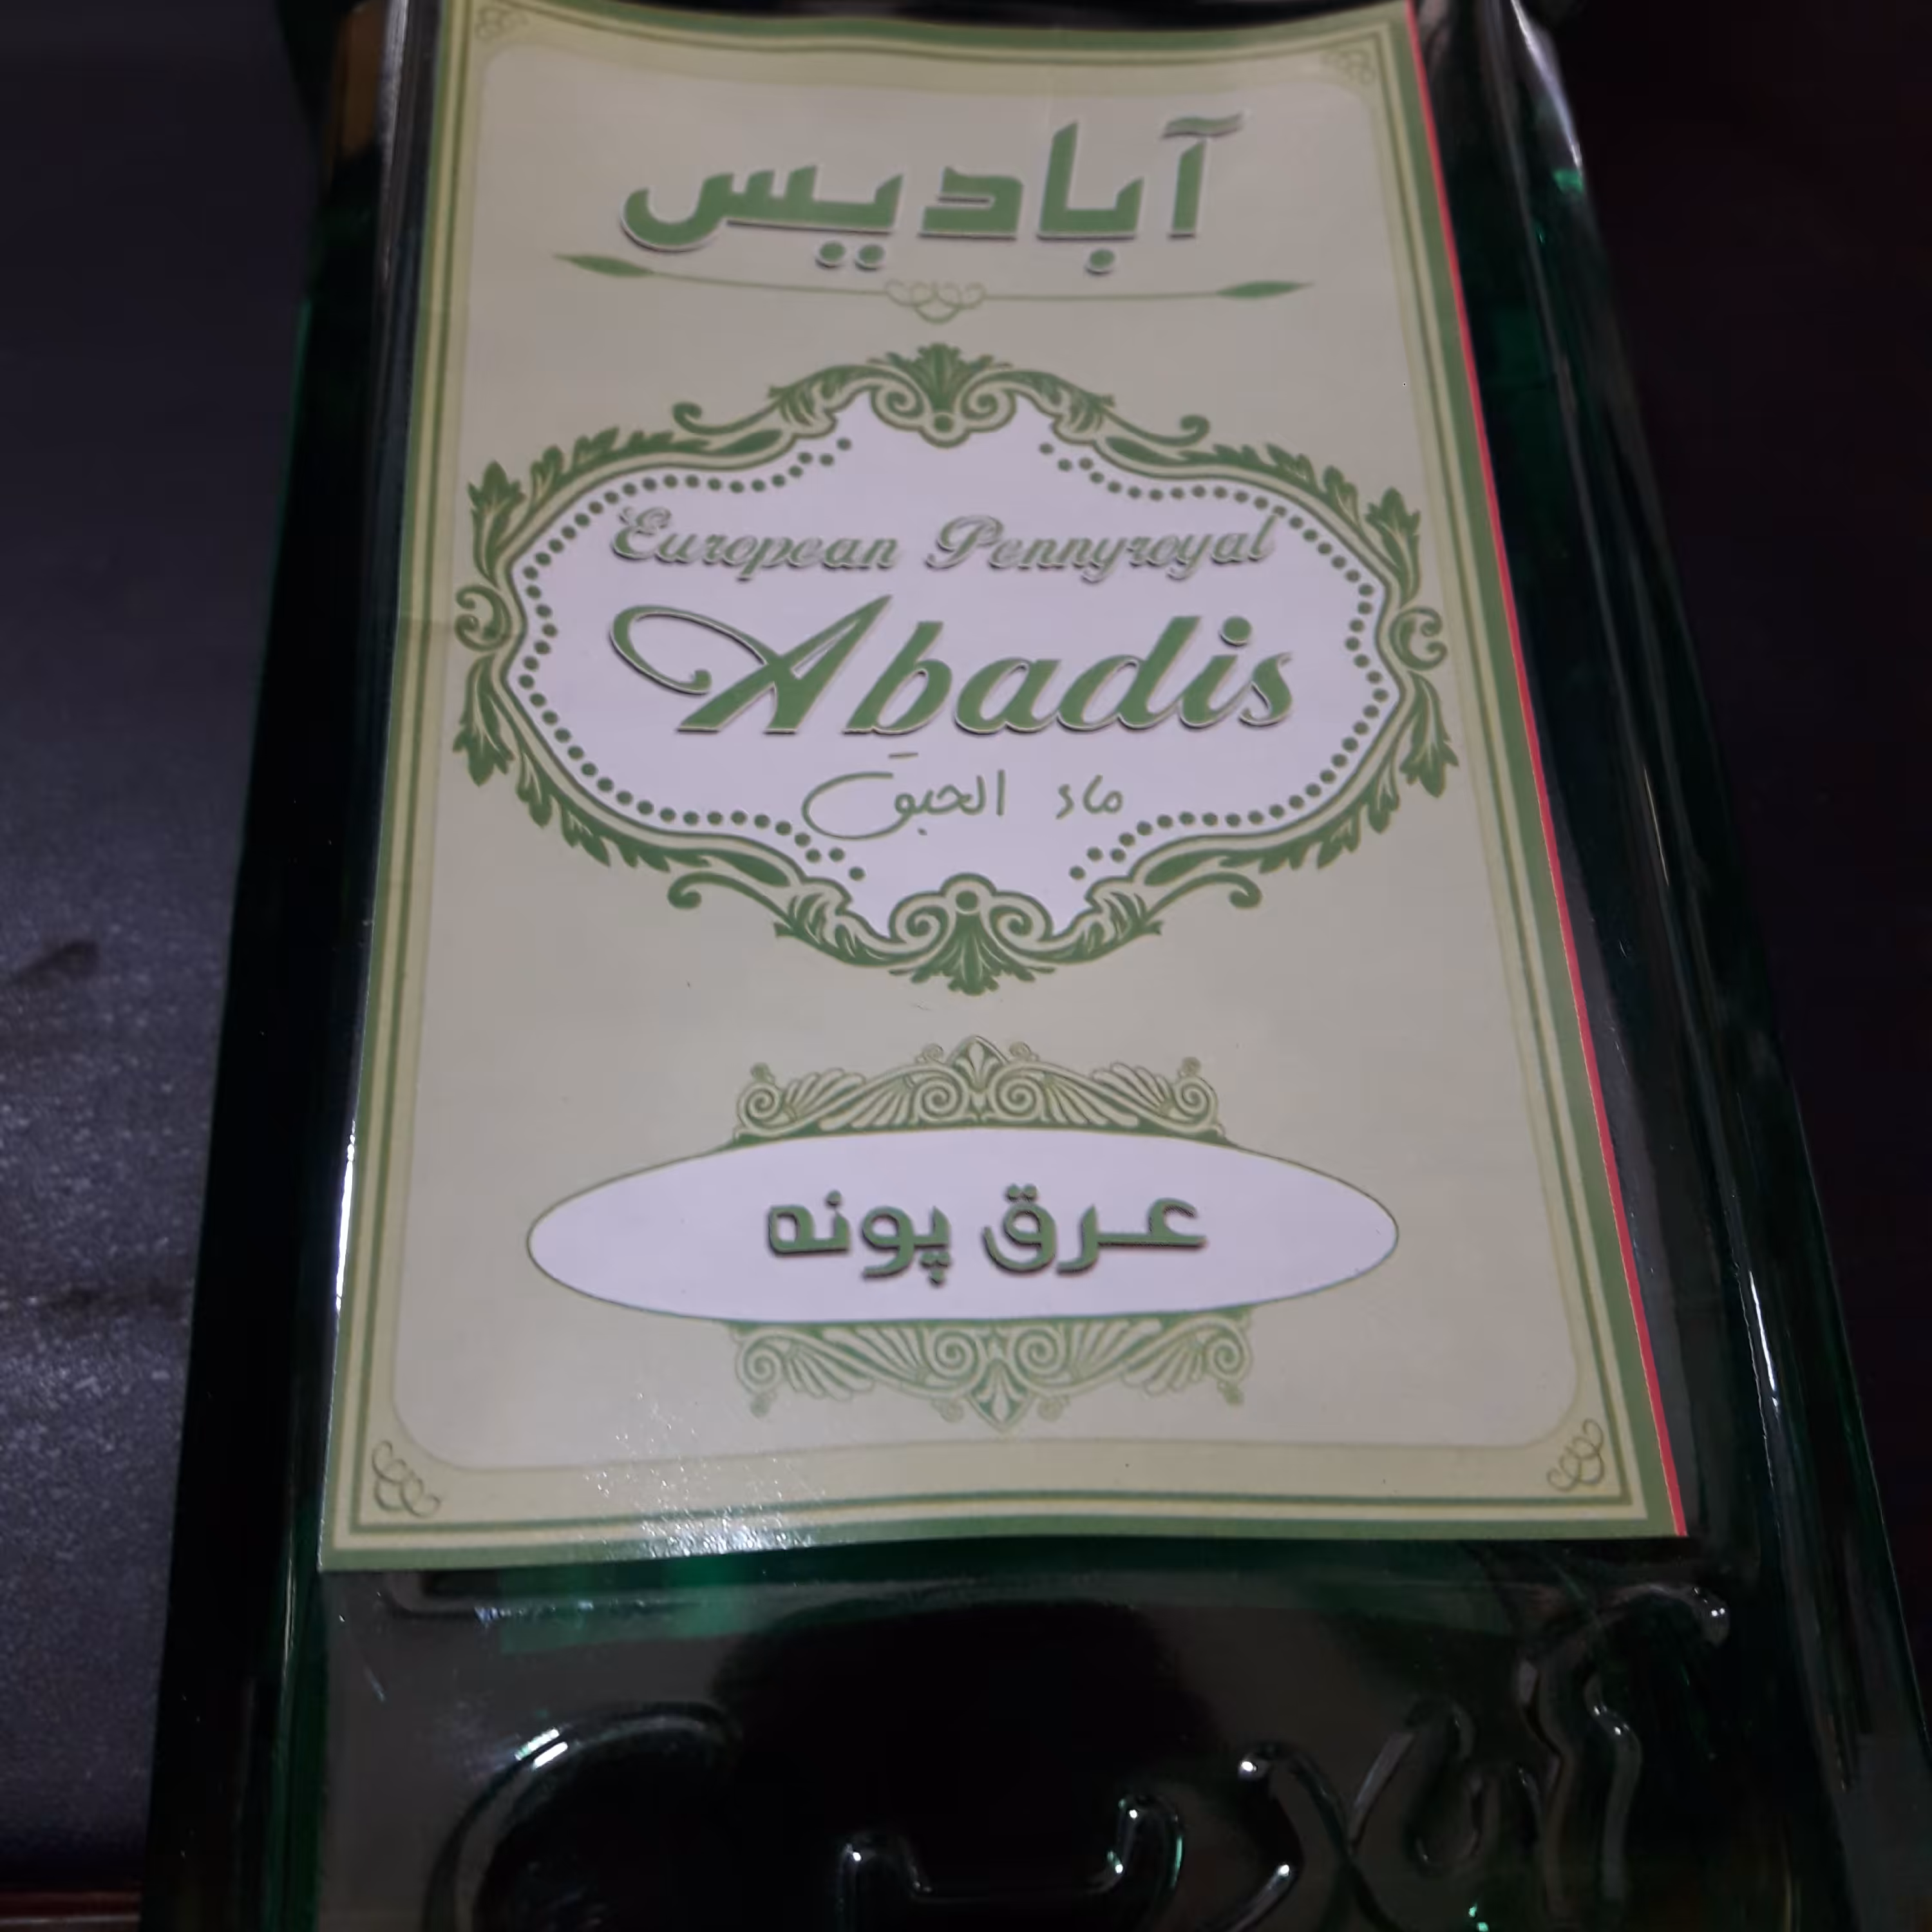 آبادیس
European Pennyroyal
Abadis
ماء الحبق
عرق پونه